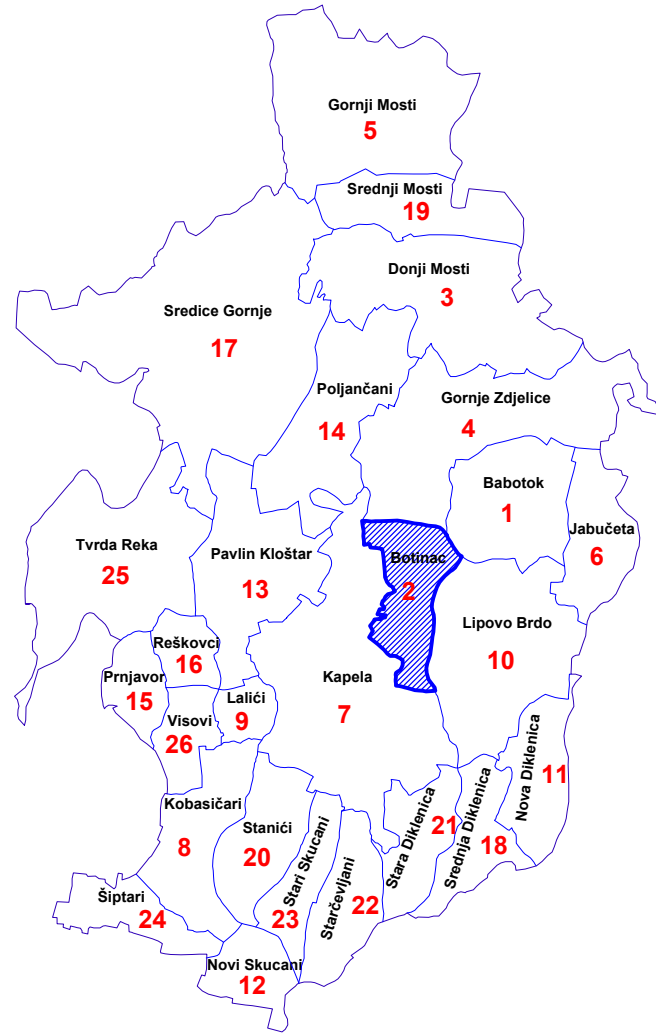 Gornji Mosti
5
Srednji Mosti
19
Donji Mosti
3
Sredice Gornje
17
Poljančani
14
Gornje Zdjelice
4
Babotok
1
Jabučeta
6
Tvrda Reka
25
Pavlin Kloštar
13
Botinac
2
Lipovo Brdo
10
Reškovci
16
Prnjavor
15
Lalići
9
Kapela
7
Visovi
26
Nova Diklenica
11
Kobasičari
8
Stanići
20
Stari Skucani
23
Starčevljani
22
Stara Diklenica
21
Srednja Diklenica
18
Šiptari
24
Novi Skucani
12